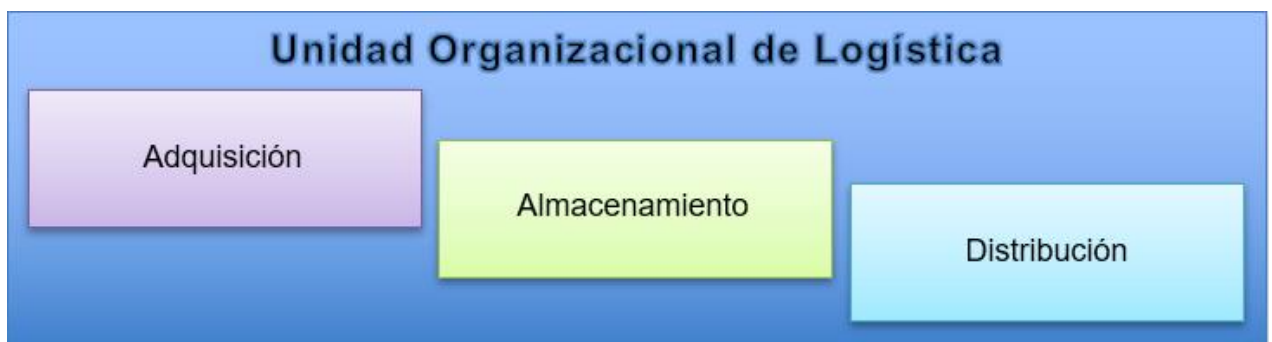 Unidad Organizacional de Logística
Adquisición
Almacenamiento
Distribución